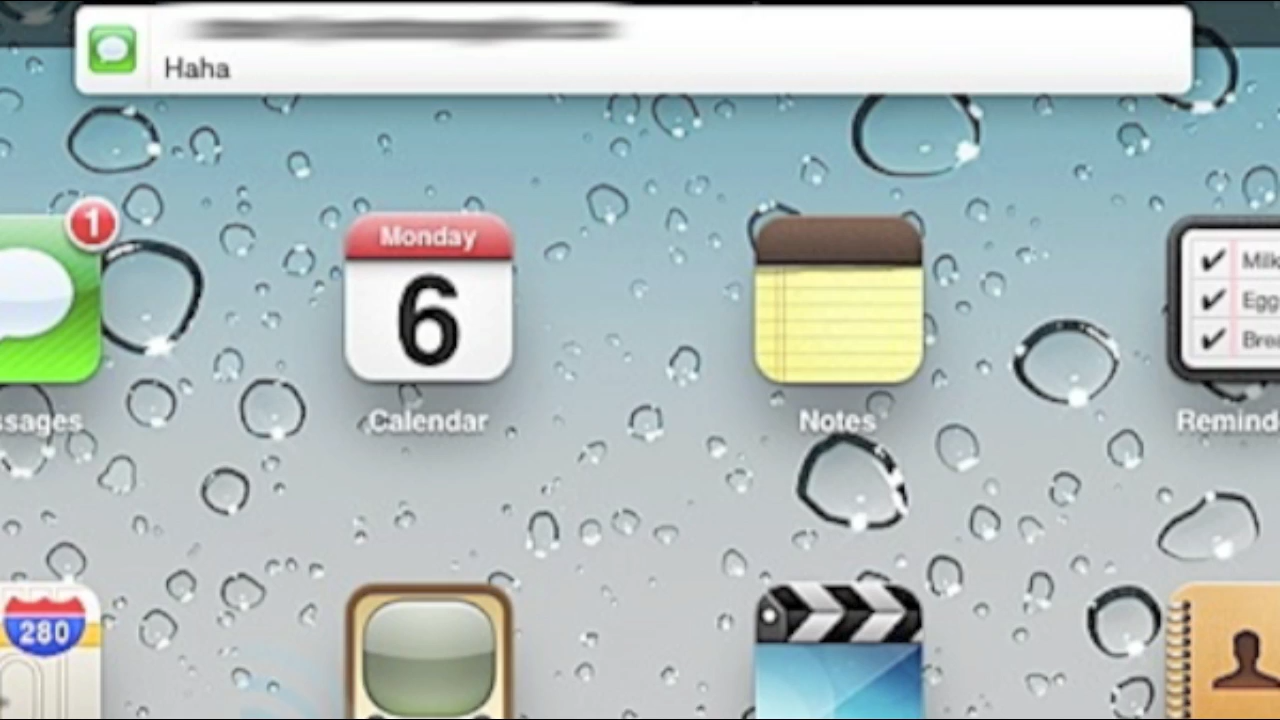 Haha
1
Monday
6
Milk
Egg
Brea
ssages
Calendar
Notes
Remind
280